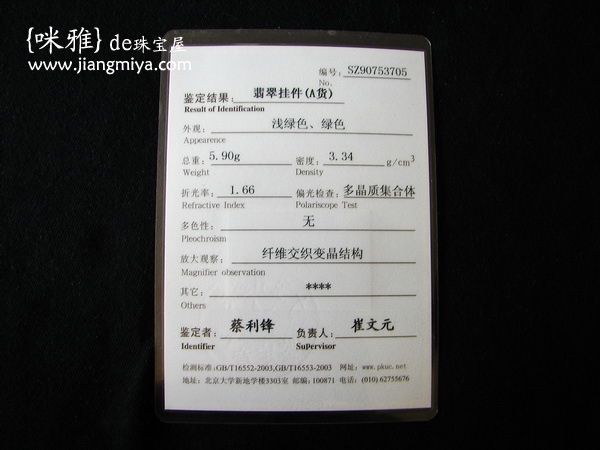 {咪雅} de珠宝屋
www.jiangmiya.com
编号: SZ90753705
No.
鉴定结果: 翡翠挂件(A货)
Result of Identification
外观: 浅绿色、绿色
Appearence
总重: 5.90g 密度: 3.34 g/cm³
Weight Density
折光率: 1.66 偏光检查: 多晶质集合体
Refractive Index Polariscope Test
多色性: 无
Pleochroism
放大观察: 纤维交织变晶结构
Magnifier observation
其它: ****
Others
鉴定者: 蔡利锋 负责人: 崔文元
Identifier Supervisor
检测标准: GB/T16552-2003,GB/T16553-2003 网址: www.pkuc.net
地址: 北京大学新地学楼3303室 邮编: 100871 电话: (010) 62755676